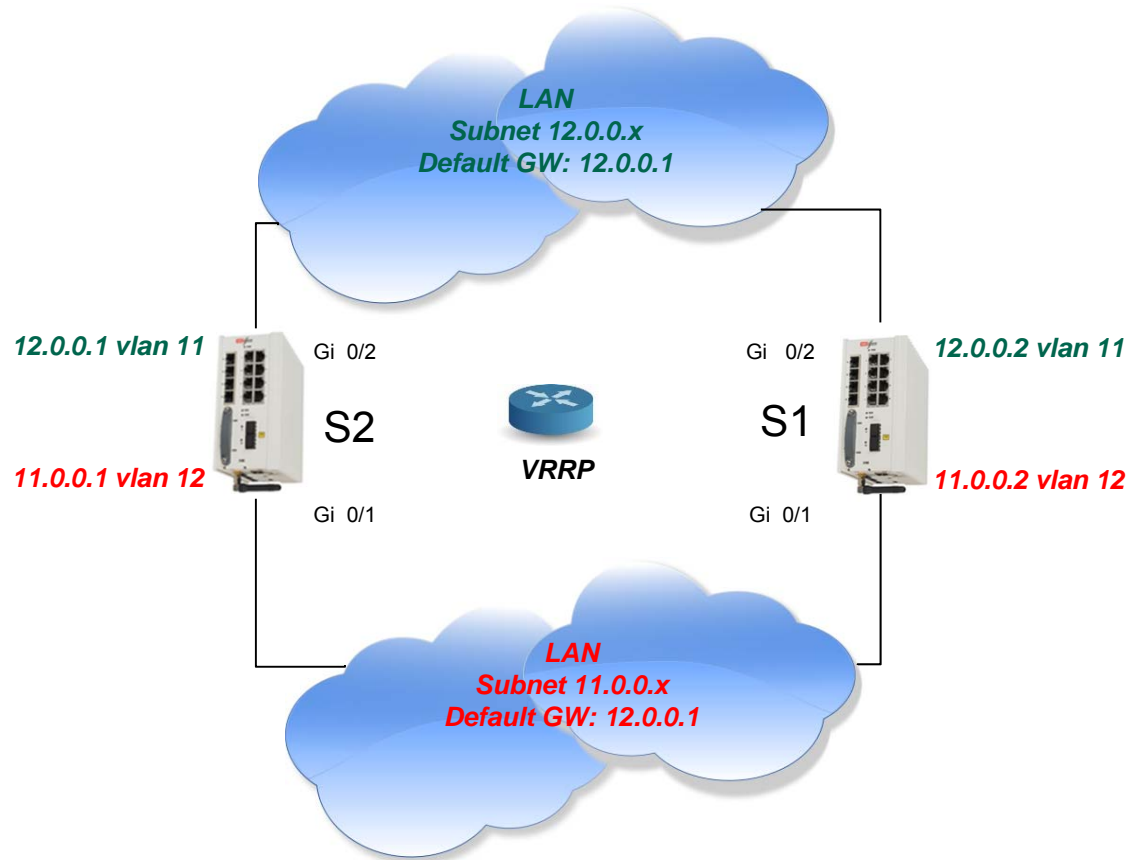 LAN
Subnet 12.0.0.x
Default GW: 12.0.0.1
12.0.0.1 vlan 11
Gi 0/2
Gi 0/2
12.0.0.2 vlan 11
S2
S1
VRRP
11.0.0.1 vlan 12
11.0.0.2 vlan 12
Gi 0/1
Gi 0/1
LAN
Subnet 11.0.0.x
Default GW: 12.0.0.1